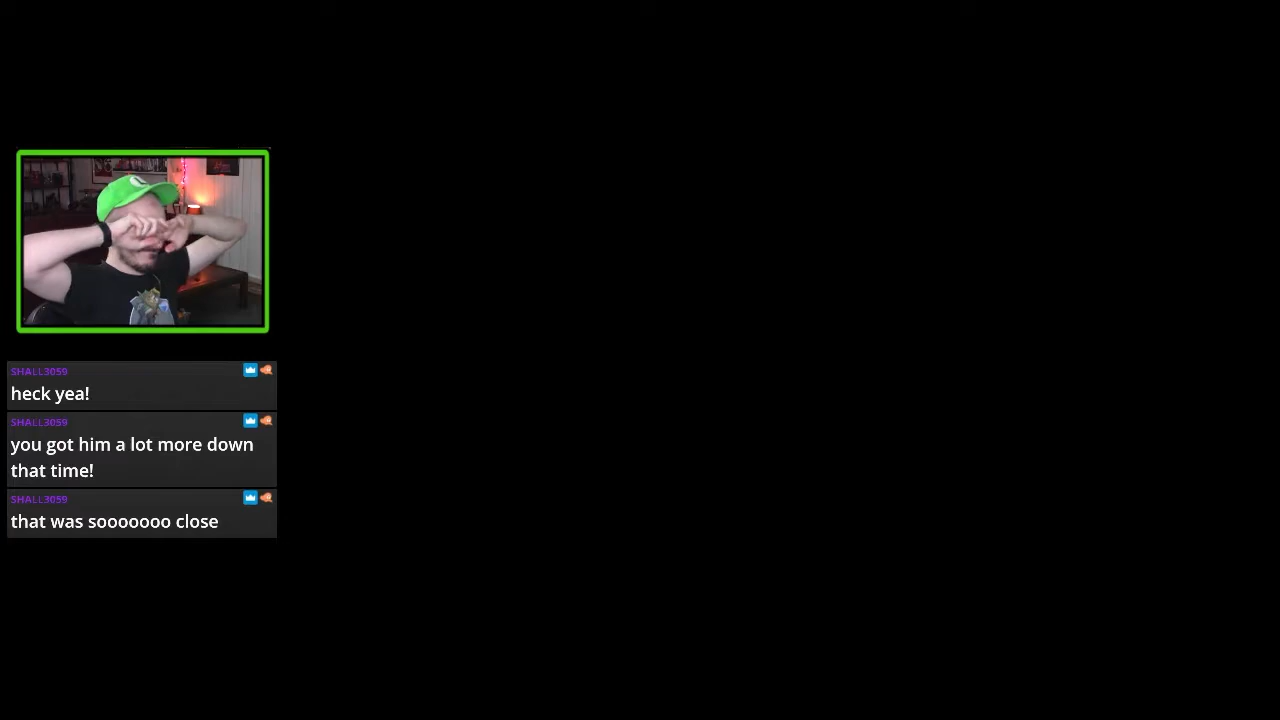 SHALL3059
heck yea!
SHALL3059
you got him a lot more down
that time!
SHALL3059
that was sooooooo close